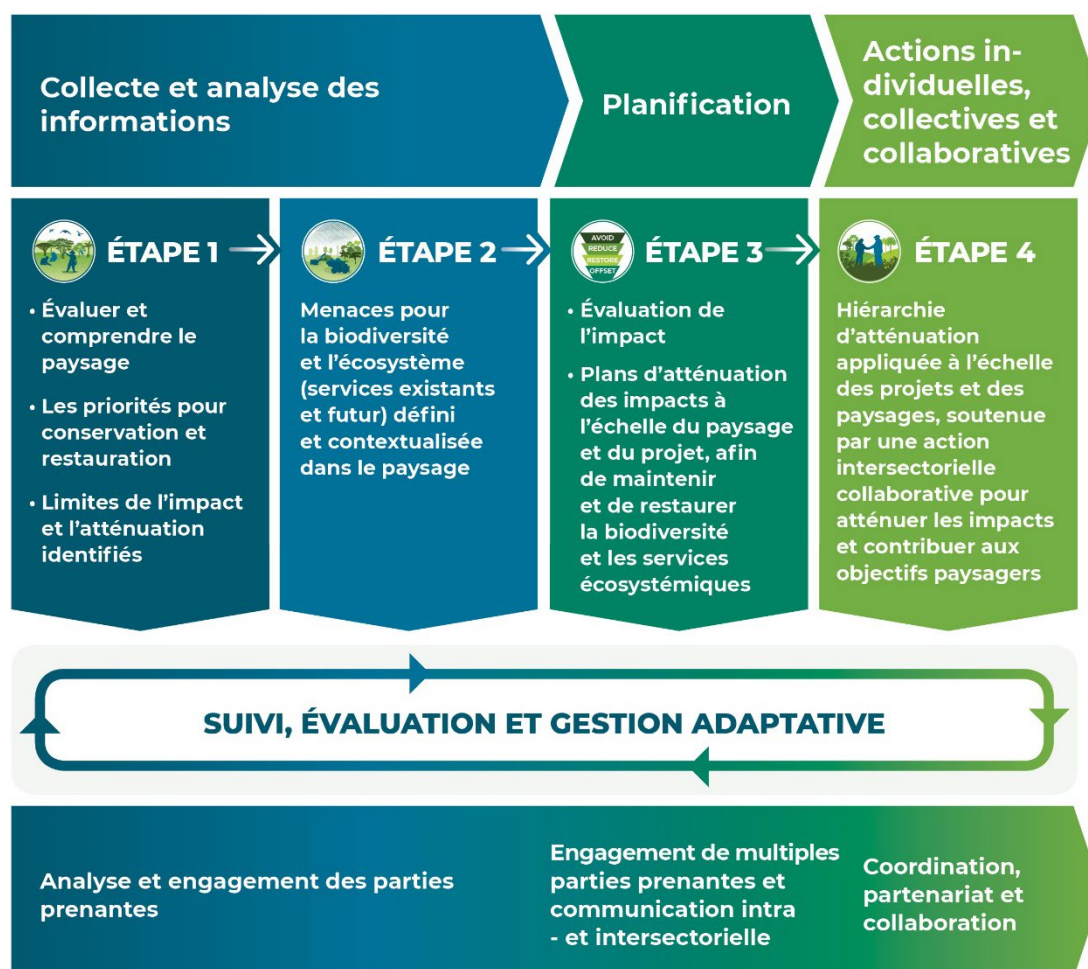 Collecte et analyse des
informations
Planification
Actions in-
dividuelles,
collectives et
collaboratives
ÉTAPE 1
• Évaluer et
comprendre le
paysage
• Les priorités pour
conservation et
restauration
• Limites de l'impact
et l'atténuation
identifiés
ÉTAPE 2
Menaces pour
la biodiversité
et l'écosystème
(services existants
et futur) défini
et contextualisée
dans le paysage
AVOID
REDUCE
RESTORE
OFFSET
ÉTAPE 3
• Évaluation de
l'impact
• Plans d'atténuation
des impacts à
l'échelle du paysage
et du projet, afin
de maintenir
et de restaurer
la biodiversité
et les services
écosystémiques
ÉTAPE 4
Hiérarchie
d'atténuation
appliquée à l'échelle
des projets et des
paysages, soutenue
par une action
intersectorielle
collaborative pour
atténuer les impacts
et contribuer aux
objectifs paysagers
SUIVI, ÉVALUATION ET GESTION ADAPTATIVE
Analyse et engagement des parties
prenantes
Engagement de multiples
parties prenantes et
communication intra
- et intersectorielle
Coordination,
partenariat et
collaboration